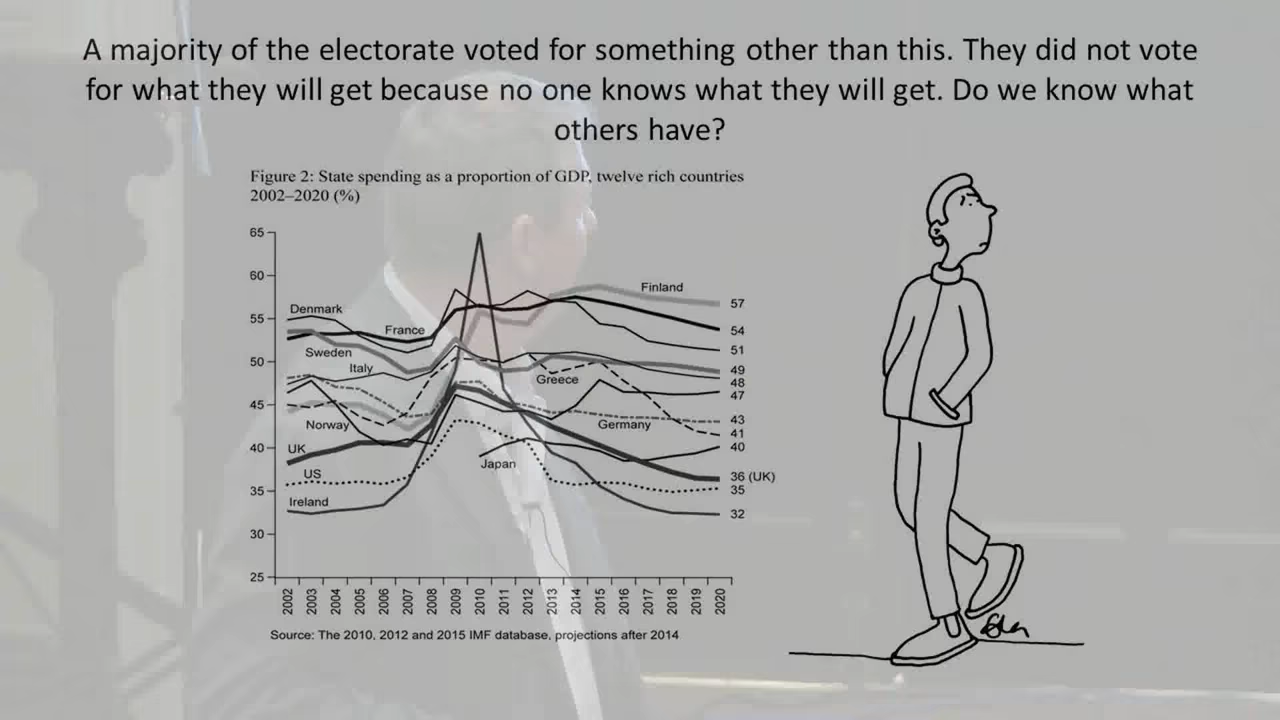 A majority of the electorate voted for something other than this. They did not vote
for what they will get because no one knows what they will get. Do we know what
others have?
Figure 2: State spending as a proportion of GDP, twelve rich countries
2002–2020 (%)
65
60
55
50
45
40
35
30
25
Denmark
France
Sweden
Italy
Norway
UK
US
Ireland
Japan
Greece
Germany
Finland
57
54
51
49
48
47
43
41
40
36 (UK)
35
32
2002
2003
2004
2005
2006
2007
2008
2009
2010
2011
2012
2013
2014
2015
2016
2017
2018
2019
2020
Source: The 2010, 2012 and 2015 IMF database, projections after 2014